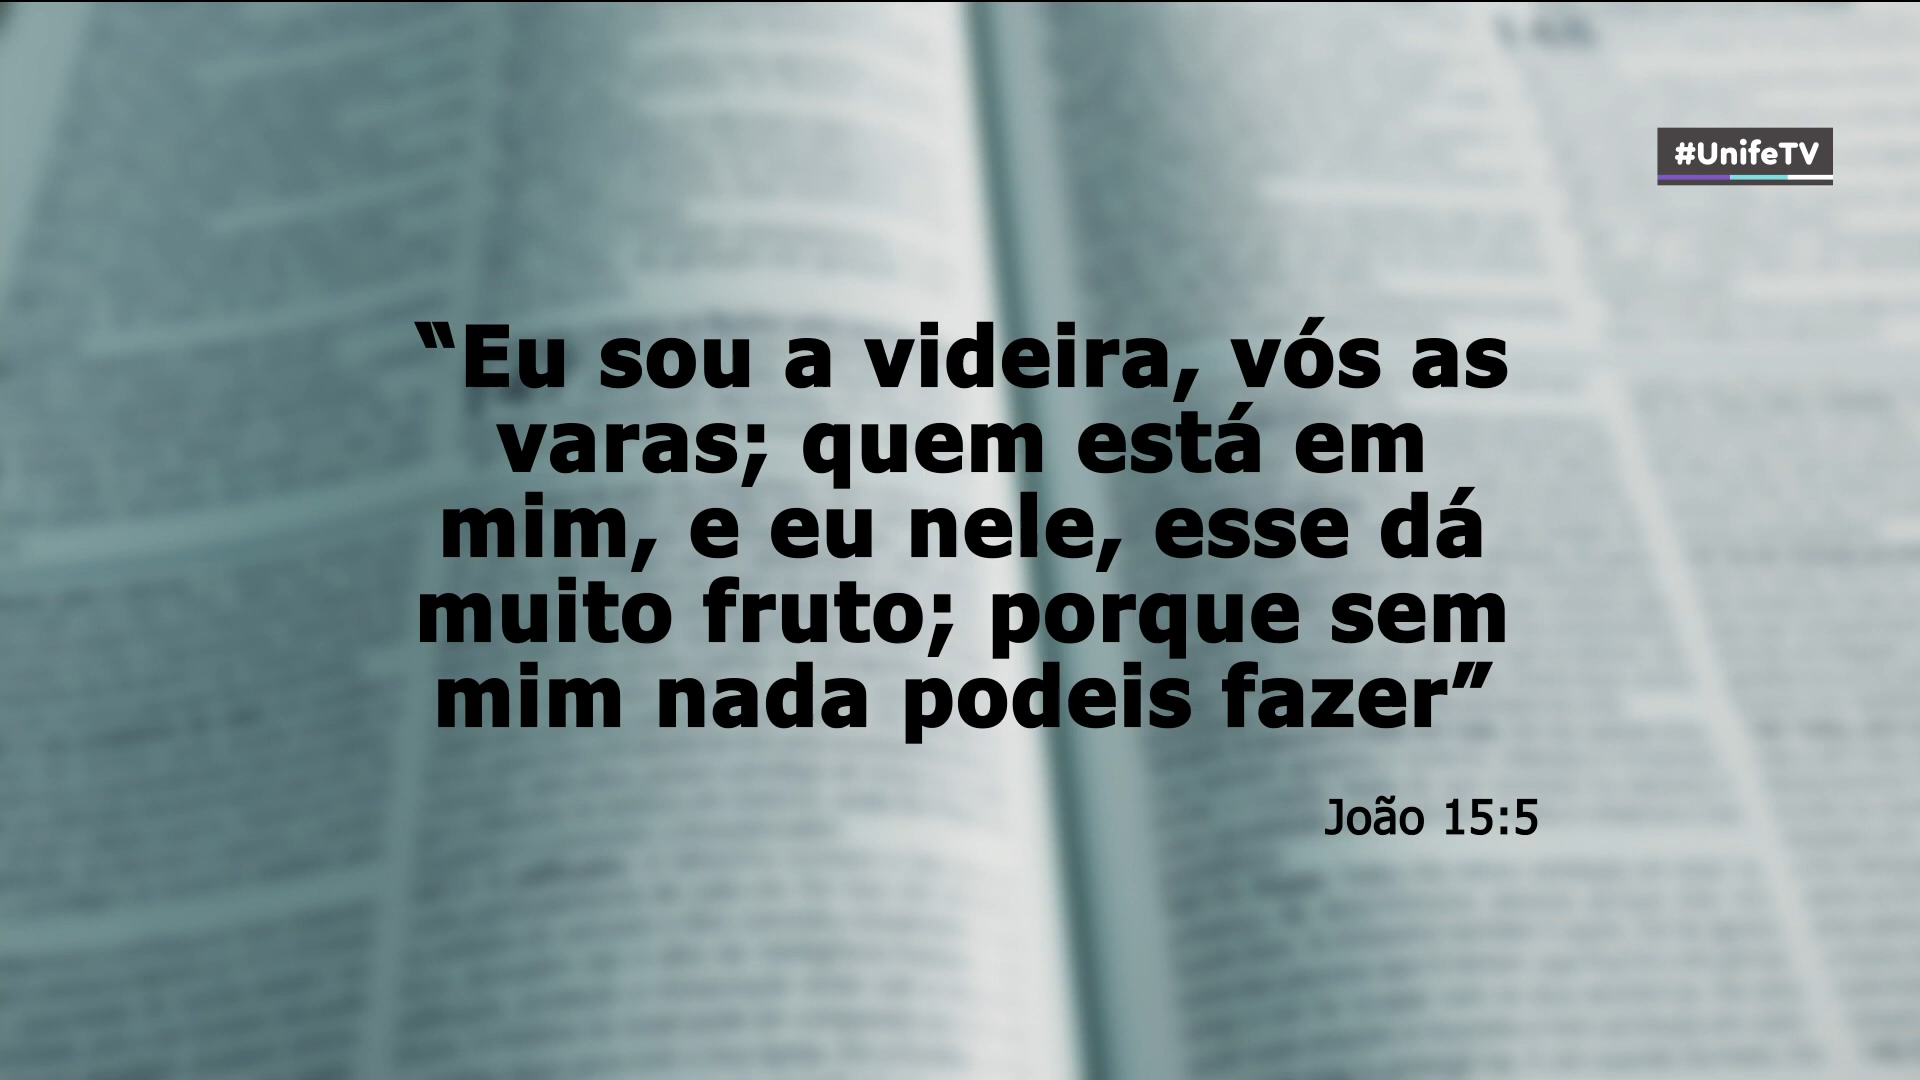 #UnifeTV
“Eu sou a videira, vós as
varas; quem está em
mim, e eu nele, esse dá
muito fruto; porque sem
mim nada podeis fazer”
João 15:5